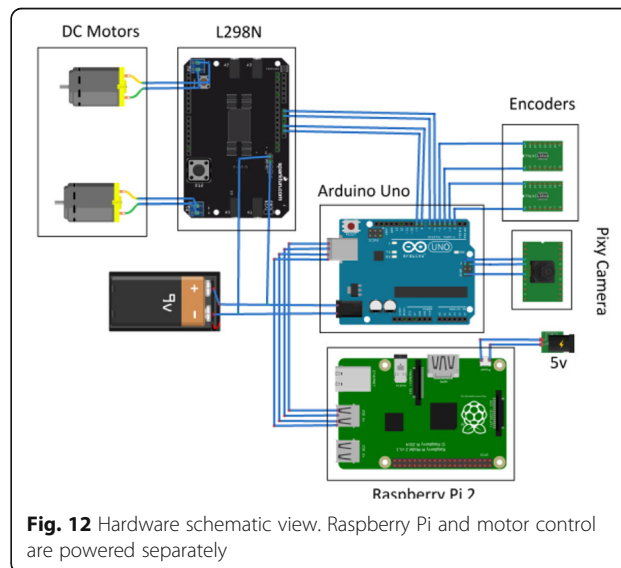 DC Motors
L298N
Encoders
Arduino Uno
UNO
Pixy Camera
9v
5v
Raspberry Pi 2
Fig. 12 Hardware schematic view. Raspberry Pi and motor control
are powered separately